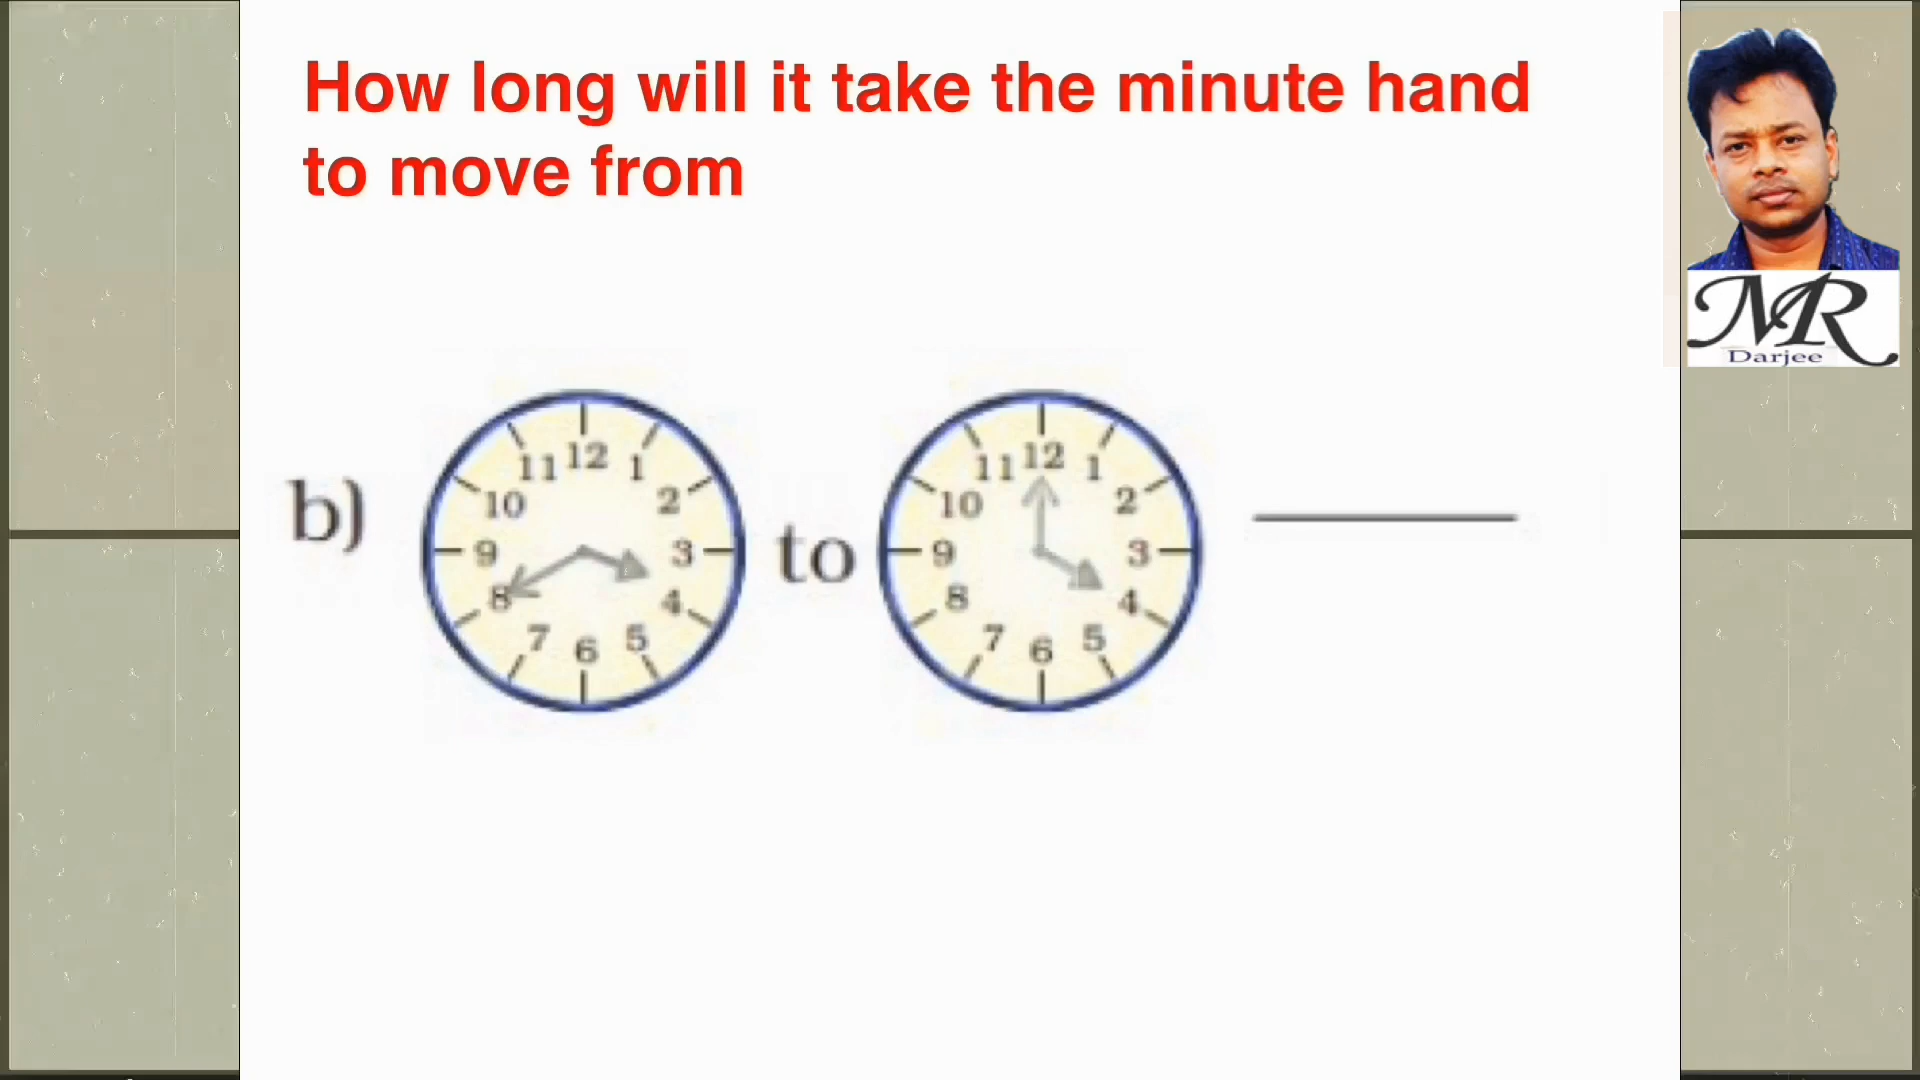 How long will it take the minute hand
to move from
MR
Darjee
b)
11 12 1
10 2
9 3
8 4
7 6 5
to
11 12 1
10 2
9 3
8 4
7 6 5